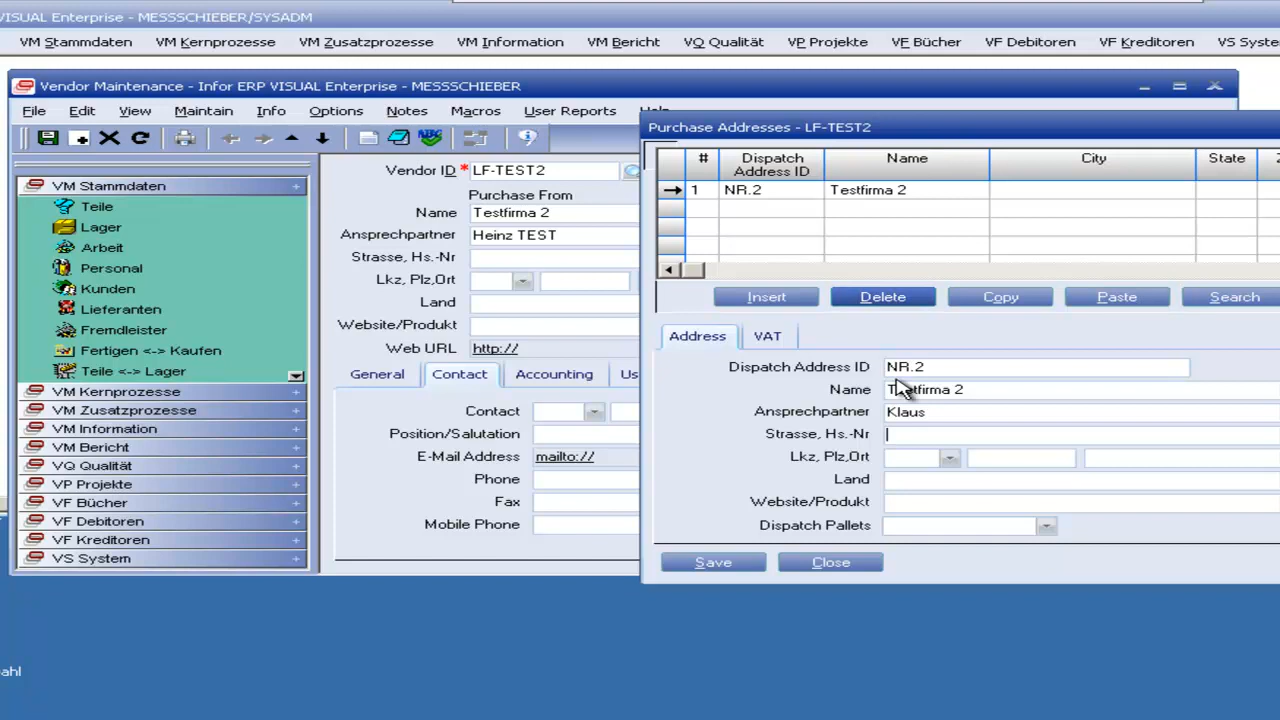 VISUAL Enterprise - MESSSCHIEBER/SYSADM
VM Stammdaten VM Kernprozesse VM Zusatzprozesse VM Information VM Bericht VQ Qualität VP Projekte VF Bücher VF Debitoren VF Kreditoren VS Syste
Vendor Maintenance - Infor ERP VISUAL Enterprise - MESSSCHIEBER
File Edit View Maintain Info Options Notes Macros User Reports Help
VM Stammdaten +
Teile
Lager
Arbeit
Personal
Kunden
Lieferanten
Fremdleister
Fertigen <-> Kaufen
Teile <-> Lager
VM Kernprozesse +
VM Zusatzprozesse +
VM Information +
VM Bericht +
VQ Qualität +
VP Projekte +
VF Bücher +
VF Debitoren +
VF Kreditoren +
VS System +
Vendor ID * LF-TEST2
Purchase From
Name Testfirma 2
Ansprechpartner Heinz TEST
Strasse, Hs.-Nr
Lkz, Plz,Ort
Land
Website/Produkt
Web URL http://
General Contact Accounting Us
Contact
Position/Salutation
E-Mail Address mailto://
Phone
Fax
Mobile Phone
Purchase Addresses - LF-TEST2
# Dispatch Address ID Name City State Z
1 NR.2 Testfirma 2
Insert Delete Copy Paste Search
Address VAT
Dispatch Address ID NR.2
Name Testfirma 2
Ansprechpartner Klaus
Strasse, Hs.-Nr
Lkz, Plz,Ort
Land
Website/Produkt
Dispatch Pallets
Save Close
ahl